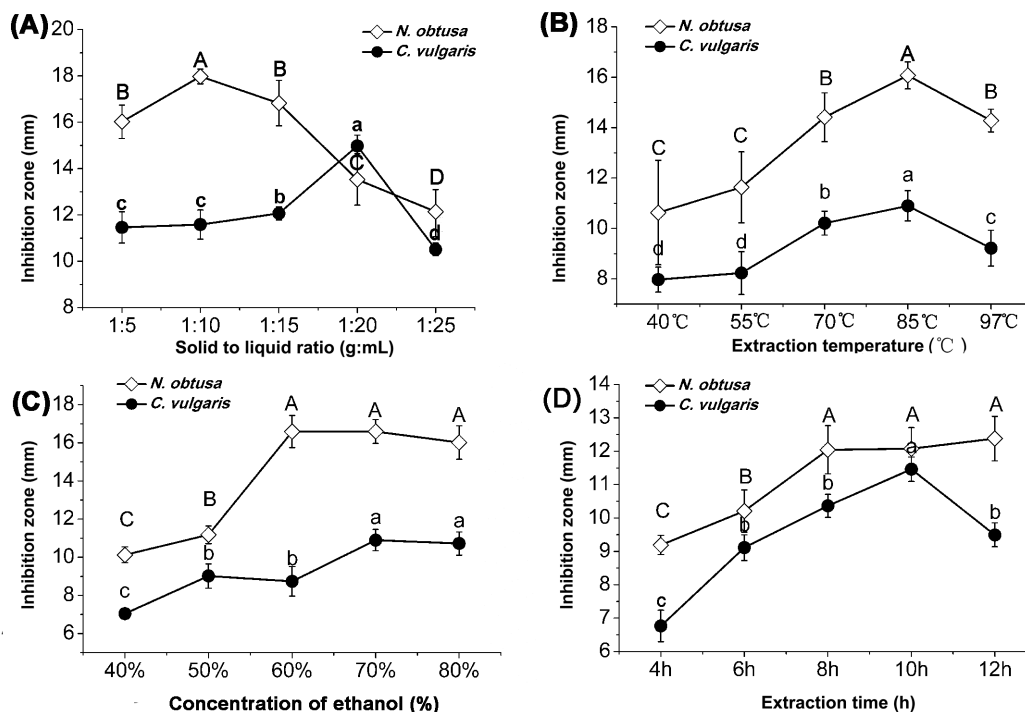 (A)
N. obtusa
C. vulgaris
Inhibition zone (mm)
20
18
16
14
12
10
8
B
A
B
C
D
c
c
b
a
d
1:5 1:10 1:15 1:20 1:25
Solid to liquid ratio (g:mL)
(B)
N. obtusa
C. vulgaris
Inhibition zone (mm)
18
16
14
12
10
8
C
C
B
A
B
d
d
b
a
c
40℃ 55℃ 70℃ 85℃ 97℃
Extraction temperature (℃)
(C)
N. obtusa
C. vulgaris
Inhibition zone (mm)
18
16
14
12
10
8
6
C
B
A
A
A
c
b
b
a
a
40% 50% 60% 70% 80%
Concentration of ethanol (%)
(D)
N. obtusa
C. vulgaris
Inhibition zone (mm)
14
13
12
11
10
9
8
7
6
C
B
A
A
A
c
b
b
a
b
4h 6h 8h 10h 12h
Extraction time (h)